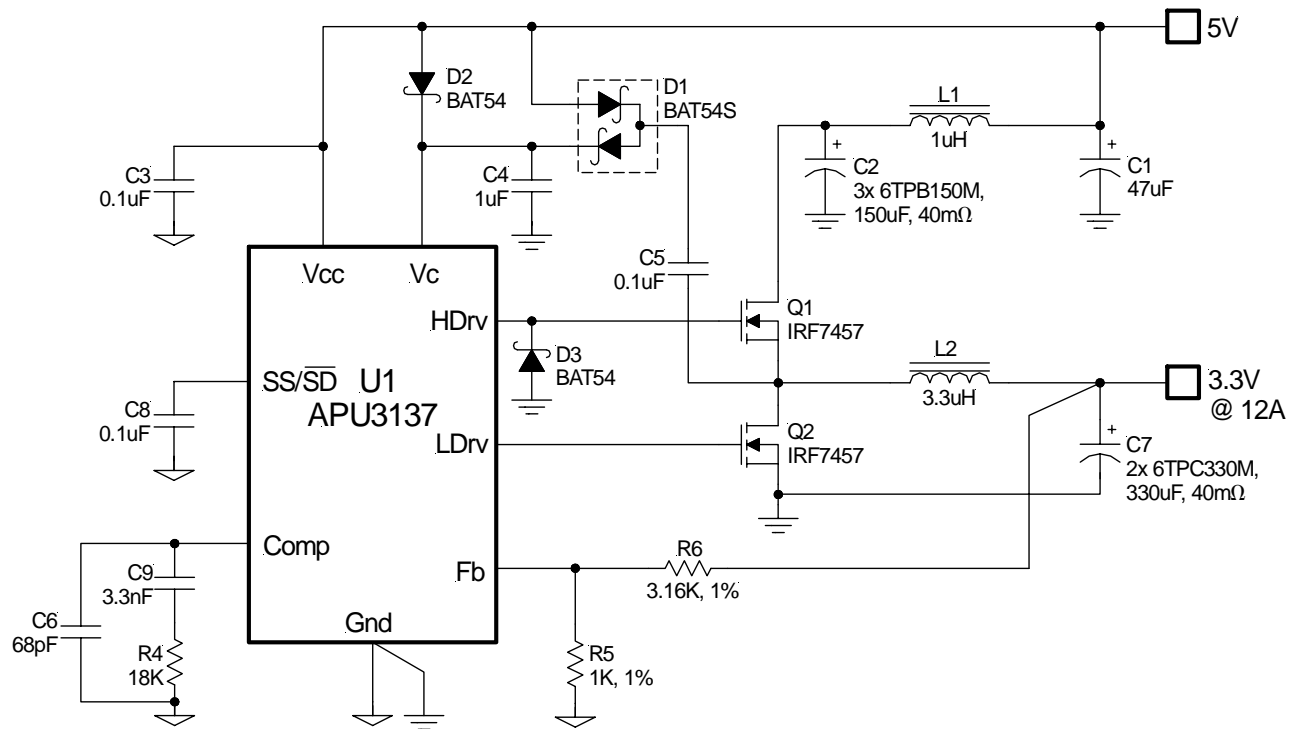 5V
D2
BAT54
D1
BAT54S
L1
1uH
C3
0.1uF
C4
1uF
+
C2
3x 6TPB150M,
150uF, 40mΩ
+
C1
47uF
Vcc
Vc
C5
0.1uF
HDrv
Q1
IRF7457
D3
BAT54
L2
3.3uH
3.3V
@ 12A
SS/SD
U1
APU3137
C8
0.1uF
LDrv
Q2
IRF7457
+
C7
2x 6TPC330M,
330uF, 40mΩ
Comp
C9
3.3nF
Fb
R6
3.16K, 1%
C6
68pF
Gnd
R4
18K
R5
1K, 1%